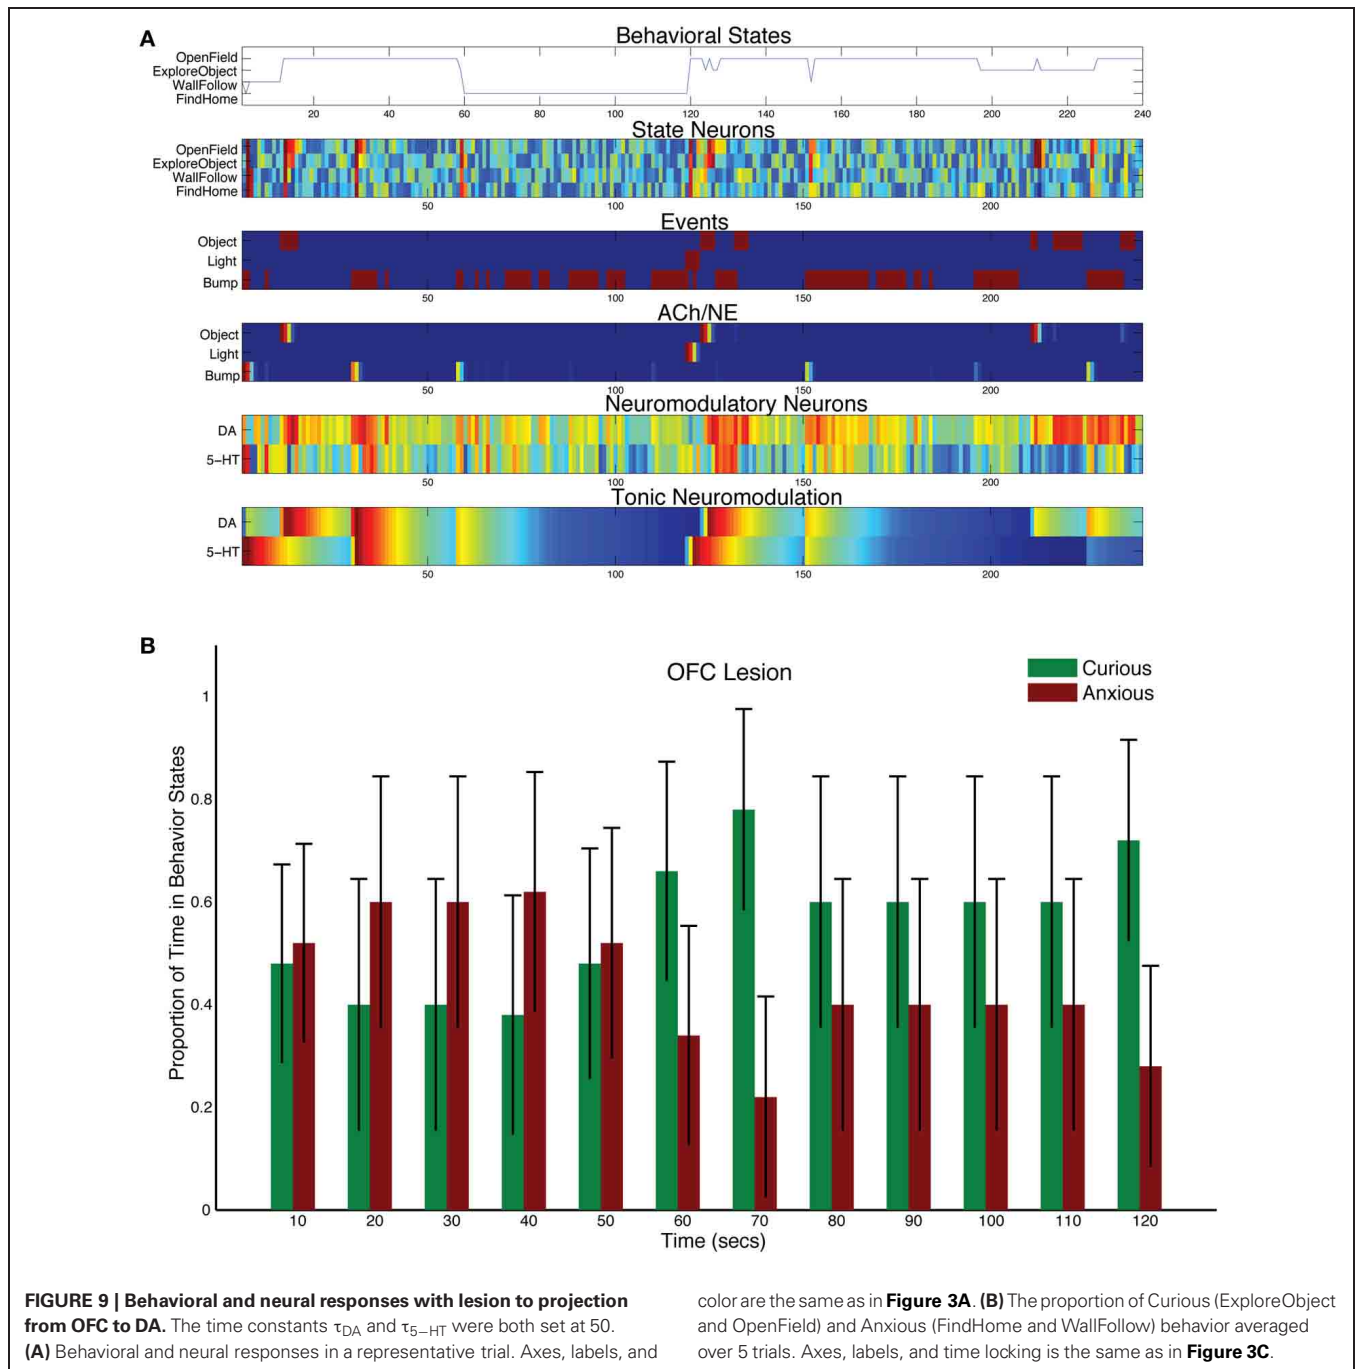 A
Behavioral States
OpenField
ExploreObject
WallFollow
FindHome
20 40 60 80 100 120 140 160 180 200 220 240
State Neurons
OpenField
ExploreObject
WallFollow
FindHome
50 100 150 200
Events
Object
Light
Bump
50 100 150 200
ACh/NE
Object
Light
Bump
50 100 150 200
Neuromodulatory Neurons
DA
5-HT
50 100 150 200
Tonic Neuromodulation
DA
5-HT
50 100 150 200
B
OFC Lesion
Curious
Anxious
Proportion of Time in Behavior States
1
0.8
0.6
0.4
0.2
0
10 20 30 40 50 60 70 80 90 100 110 120
Time (secs)
FIGURE 9 | Behavioral and neural responses with lesion to projection
from OFC to DA. The time constants τDA and τ5−HT were both set at 50.
(A) Behavioral and neural responses in a representative trial. Axes, labels, and
color are the same as in Figure 3A. (B) The proportion of Curious (ExploreObject
and OpenField) and Anxious (FindHome and WallFollow) behavior averaged
over 5 trials. Axes, labels, and time locking is the same as in Figure 3C.